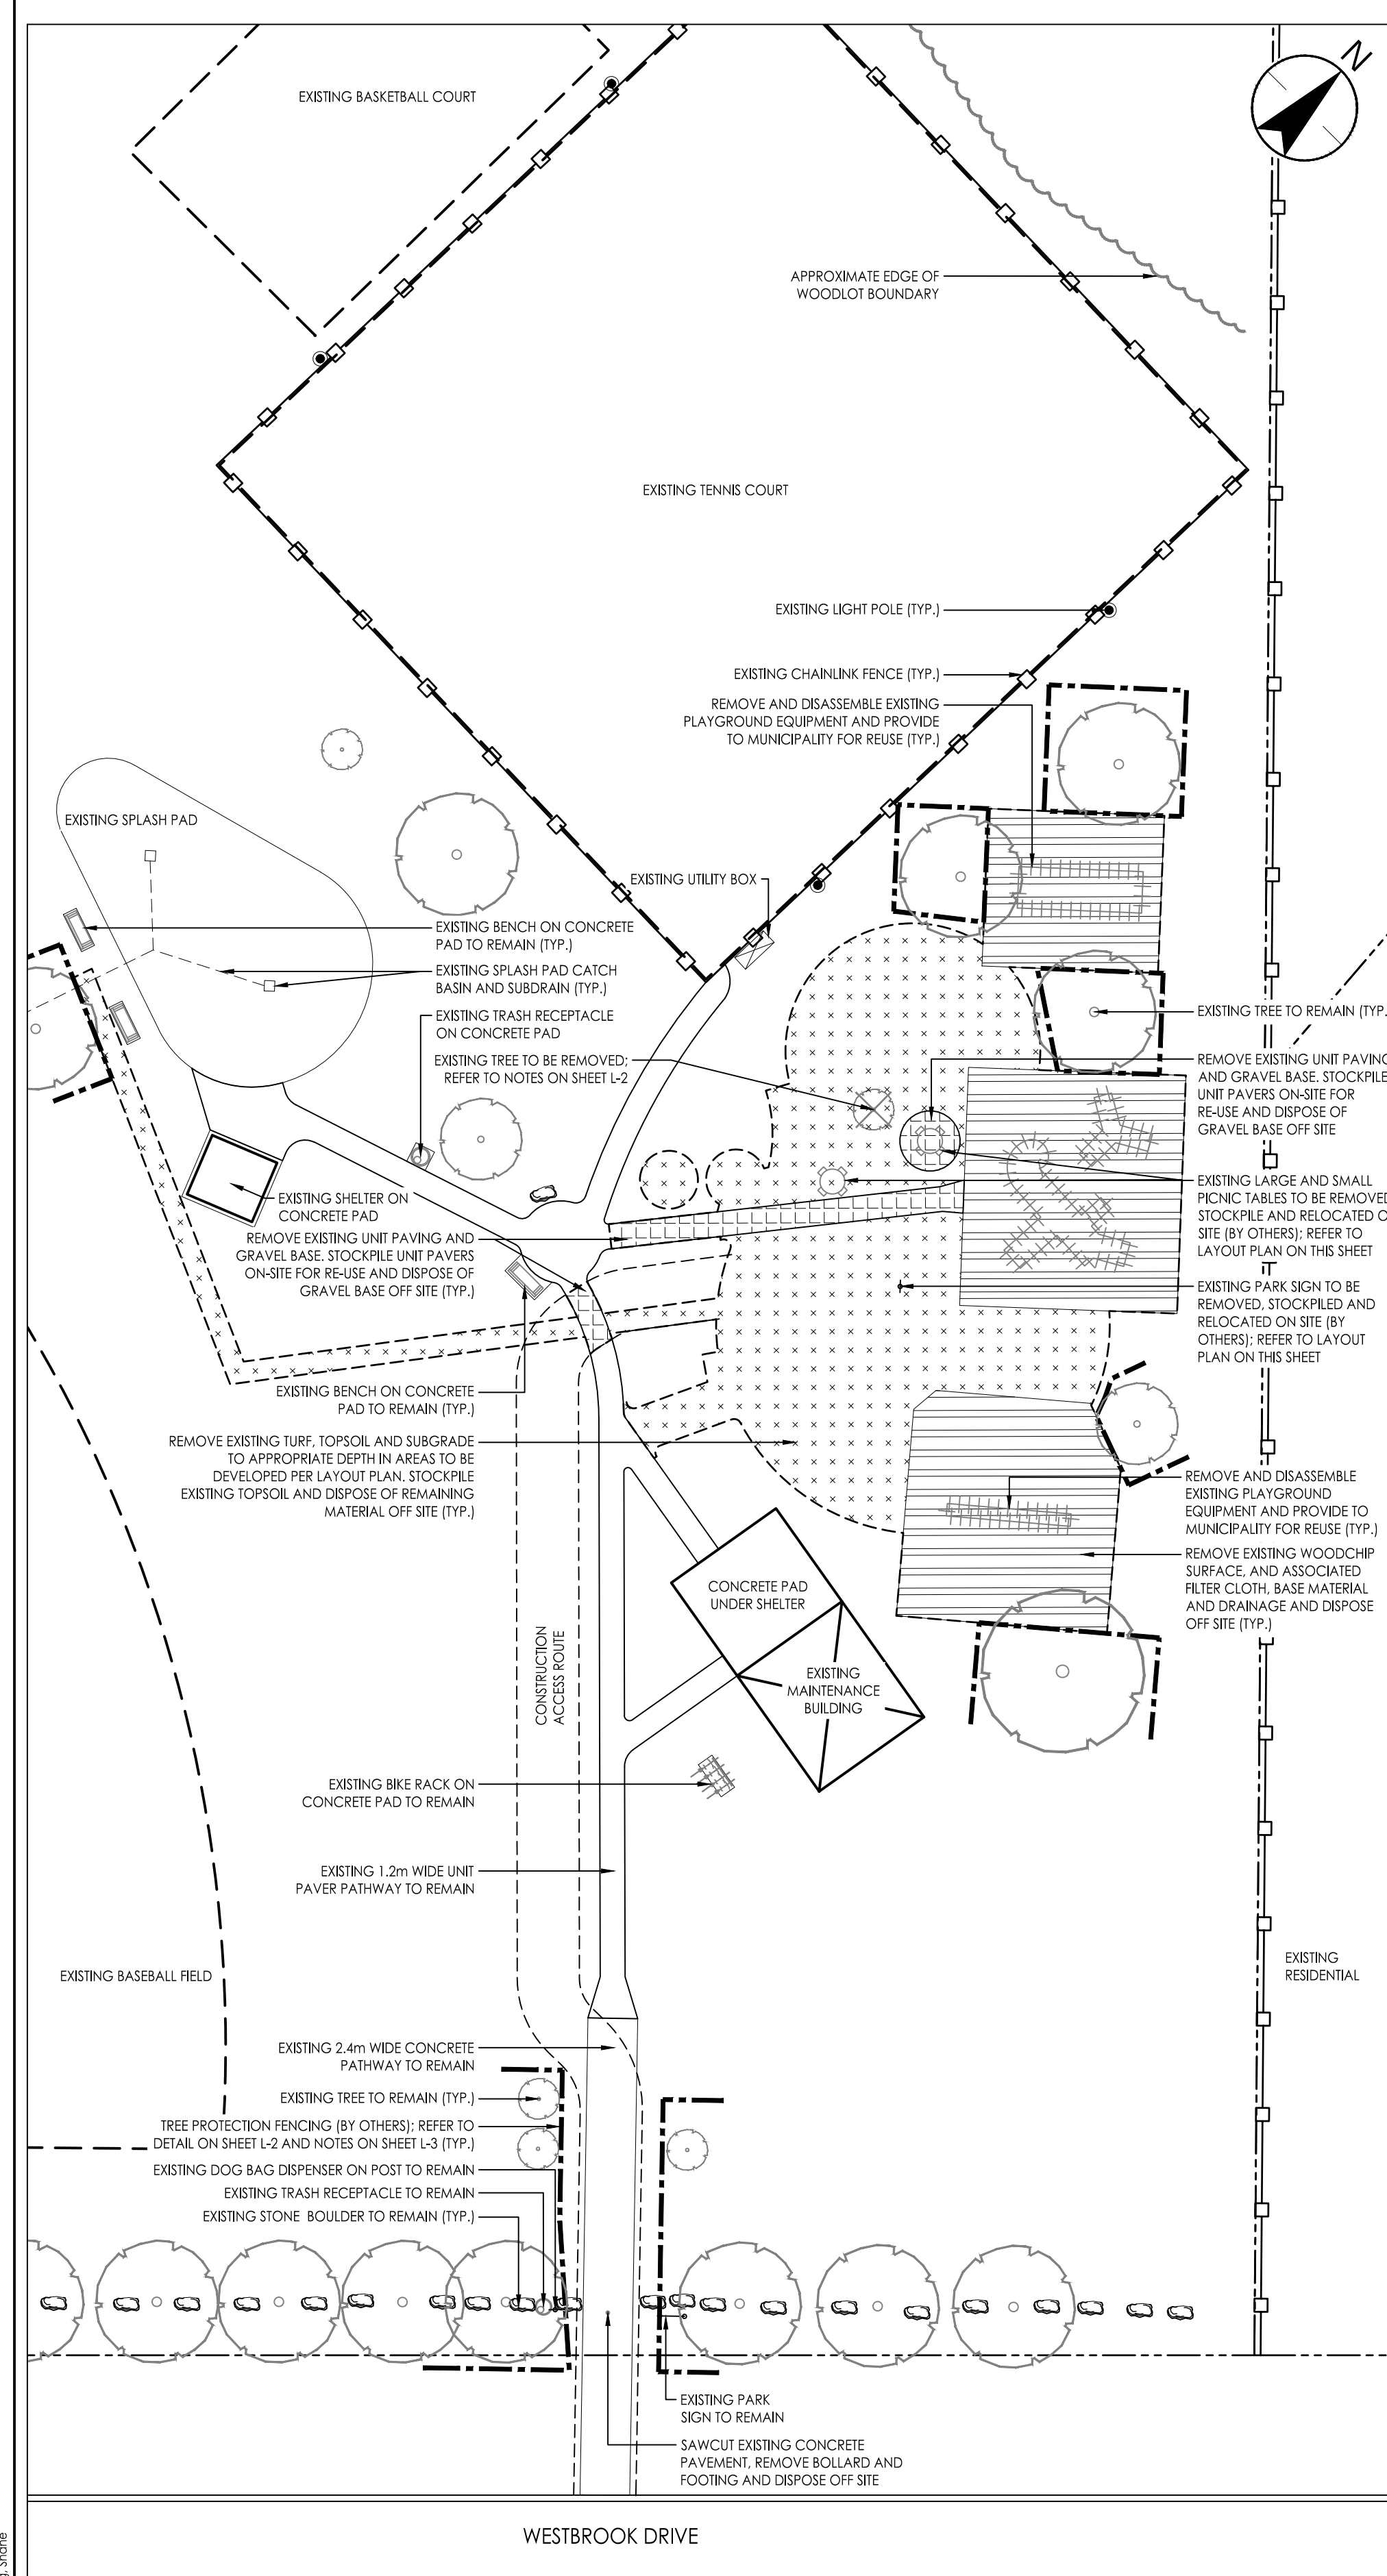 N
EXISTING BASKETBALL COURT
APPROXIMATE EDGE OF
WOODLOT BOUNDARY
EXISTING TENNIS COURT
EXISTING LIGHT POLE (TYP.)
EXISTING CHAINLINK FENCE (TYP.)
REMOVE AND DISASSEMBLE EXISTING
PLAYGROUND EQUIPMENT AND PROVIDE
TO MUNICIPALITY FOR REUSE (TYP.)
EXISTING SPLASH PAD
EXISTING UTILITY BOX
EXISTING BENCH ON CONCRETE
PAD TO REMAIN (TYP.)
EXISTING SPLASH PAD CATCH
BASIN AND SUBDRAIN (TYP.)
EXISTING TRASH RECEPTACLE
ON CONCRETE PAD
EXISTING TREE TO BE REMOVED;
REFER TO NOTES ON SHEET L-2
EXISTING TREE TO REMAIN (TYP.
REMOVE EXISTING UNIT PAVING
AND GRAVEL BASE. STOCKPILE
UNIT PAVERS ON-SITE FOR
RE-USE AND DISPOSE OF
GRAVEL BASE OFF SITE
EXISTING LARGE AND SMALL
PICNIC TABLES TO BE REMOVED
STOCKPILE AND RELOCATED O
SITE (BY OTHERS); REFER TO
LAYOUT PLAN ON THIS SHEET
EXISTING SHELTER ON
CONCRETE PAD
REMOVE EXISTING UNIT PAVING AND
GRAVEL BASE. STOCKPILE UNIT PAVERS
ON-SITE FOR RE-USE AND DISPOSE OF
GRAVEL BASE OFF SITE (TYP.)
EXISTING PARK SIGN TO BE
REMOVED, STOCKPILED AND
RELOCATED ON SITE (BY
OTHERS); REFER TO LAYOUT
PLAN ON THIS SHEET
EXISTING BENCH ON CONCRETE
PAD TO REMAIN (TYP.)
REMOVE EXISTING TURF, TOPSOIL AND SUBGRADE
TO APPROPRIATE DEPTH IN AREAS TO BE
DEVELOPED PER LAYOUT PLAN. STOCKPILE
EXISTING TOPSOIL AND DISPOSE OF REMAINING
MATERIAL OFF SITE (TYP.)
REMOVE AND DISASSEMBLE
EXISTING PLAYGROUND
EQUIPMENT AND PROVIDE TO
MUNICIPALITY FOR REUSE (TYP.)
REMOVE EXISTING WOODCHIP
SURFACE, AND ASSOCIATED
FILTER CLOTH, BASE MATERIAL
AND DRAINAGE AND DISPOSE
OFF SITE (TYP.)
CONCRETE PAD
UNDER SHELTER
CONSTRUCTION
ACCESS ROUTE
EXISTING
MAINTENANCE
BUILDING
EXISTING BIKE RACK ON
CONCRETE PAD TO REMAIN
EXISTING 1.2m WIDE UNIT
PAVER PATHWAY TO REMAIN
EXISTING BASEBALL FIELD
EXISTING
RESIDENTIAL
EXISTING 2.4m WIDE CONCRETE
PATHWAY TO REMAIN
EXISTING TREE TO REMAIN (TYP.)
TREE PROTECTION FENCING (BY OTHERS); REFER TO
DETAIL ON SHEET L-2 AND NOTES ON SHEET L-3 (TYP.)
EXISTING DOG BAG DISPENSER ON POST TO REMAIN
EXISTING TRASH RECEPTACLE TO REMAIN
EXISTING STONE BOULDER TO REMAIN (TYP.)
EXISTING PARK
SIGN TO REMAIN
SAWCUT EXISTING CONCRETE
PAVEMENT, REMOVE BOLLARD AND
FOOTING AND DISPOSE OFF SITE
WESTBROOK DRIVE
, Shane